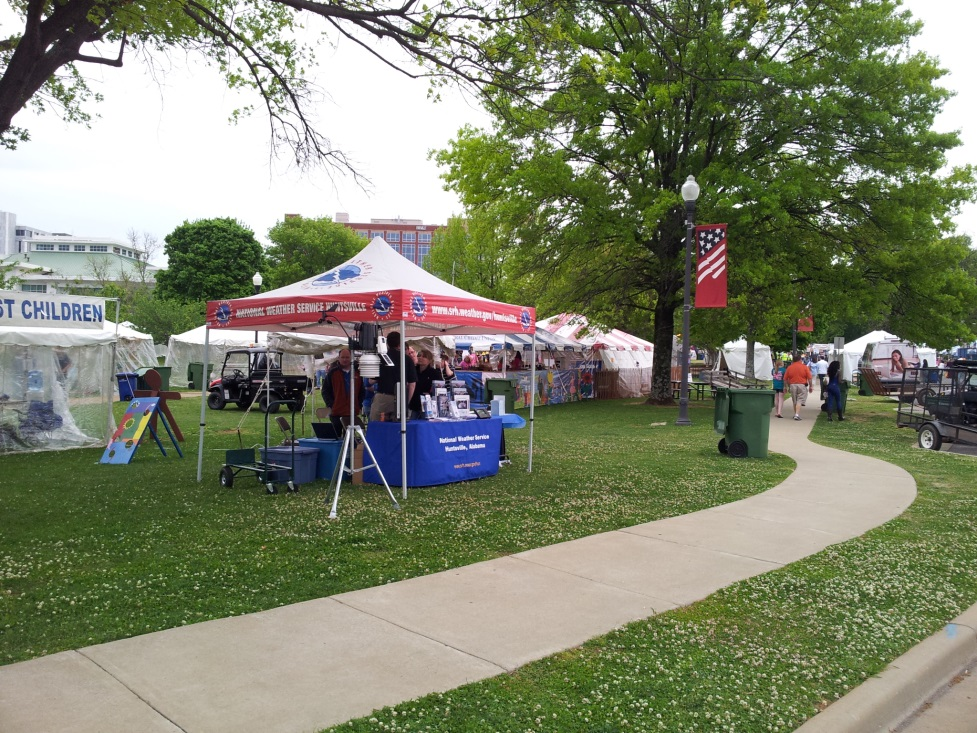 ST CHILDREN
NATIONAL WEATHER SERVICE HUNTSVILLE
www.srh.weather.gov/huntsville
National Weather Service
Huntsville, Alabama